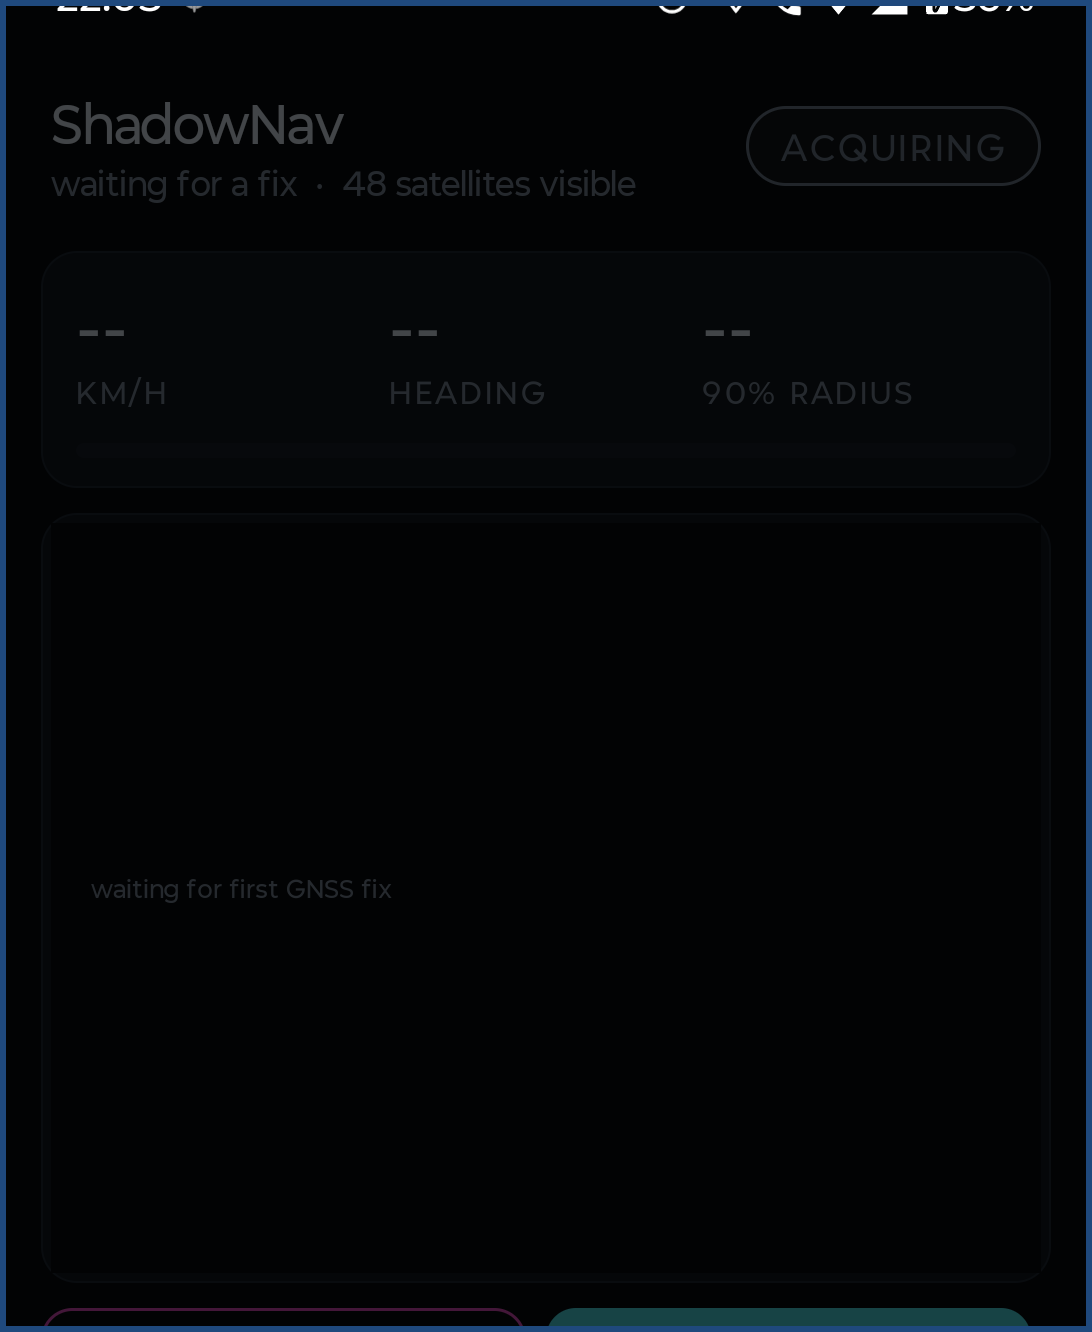 ShadowNav
ACQUIRING
waiting for a fix · 48 satellites visible
-- -- --
KM/H HEADING 90% RADIUS
waiting for first GNSS fix